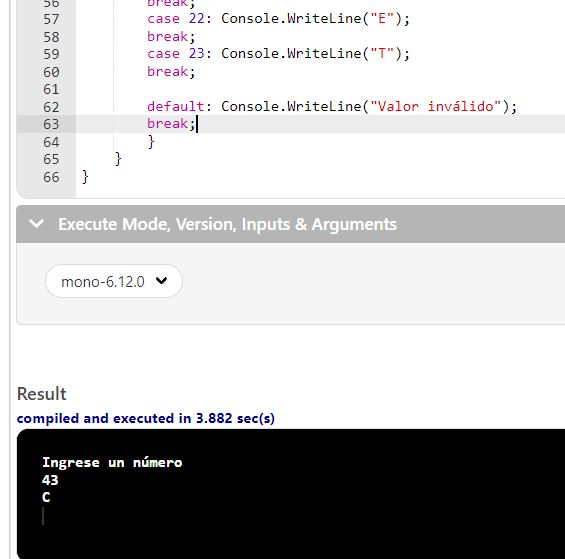 56 break;
57 case 22: Console.WriteLine("E");
58 break;
59 case 23: Console.WriteLine("T");
60 break;
61
62 default: Console.WriteLine("Valor inválido");
63 break;
64 }
65 }
66 }
Execute Mode, Version, Inputs & Arguments
mono-6.12.0
Result
compiled and executed in 3.882 sec(s)
Ingrese un número
43
C